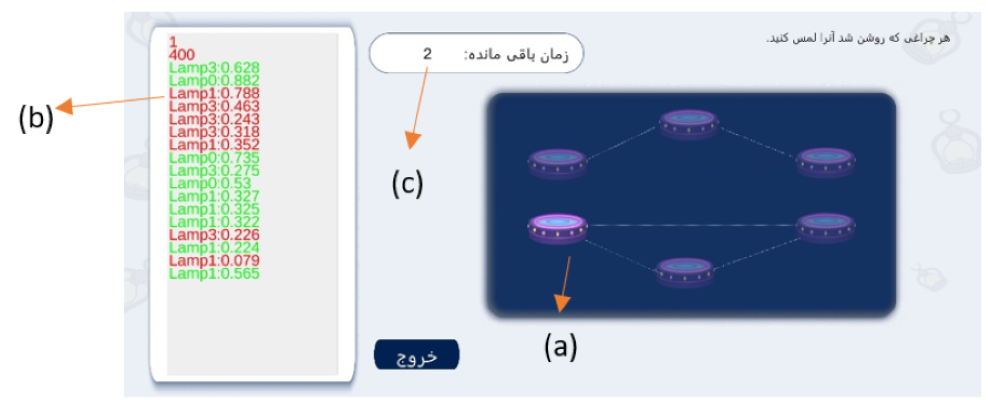 هر چراغی که روشن شد آنرا لمس کنید.
زمان باقی مانده: 2
1
400
Lamp3:0.628
Lamp0:0.882
Lamp1:0.788
Lamp3:0.463
Lamp3:0.243
Lamp3:0.318
Lamp1:0.352
Lamp0:0.735
Lamp3:0.275
Lamp0:0.53
Lamp1:0.327
Lamp1:0.325
Lamp1:0.322
Lamp3:0.226
Lamp1:0.224
Lamp1:0.079
Lamp1:0.565
(b)
(c)
(a)
خروج